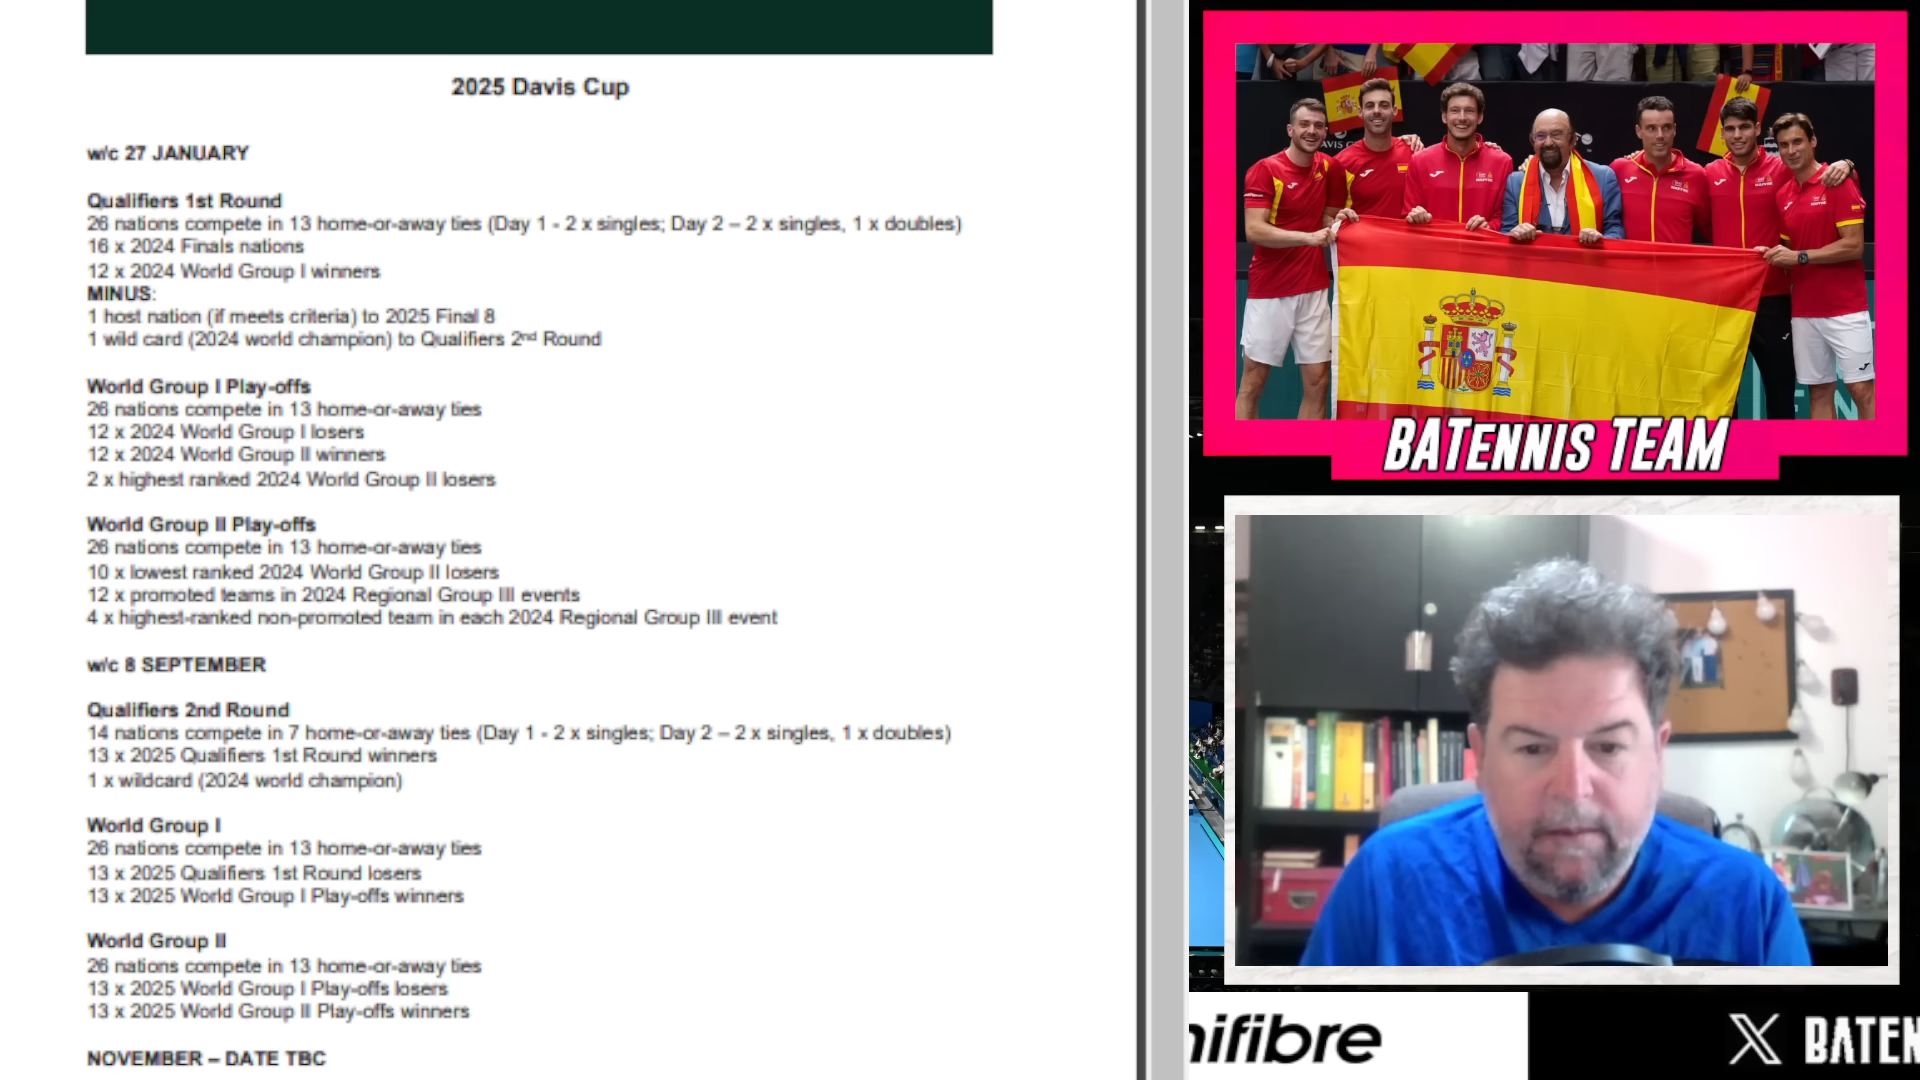 2025 Davis Cup
w/c 27 JANUARY
Qualifiers 1st Round
26 nations compete in 13 home-or-away ties (Day 1 - 2 x singles; Day 2 – 2 x singles, 1 x doubles)
16 x 2024 Finals nations
12 x 2024 World Group I winners
MINUS:
1 host nation (if meets criteria) to 2025 Final 8
1 wild card (2024 world champion) to Qualifiers 2nd Round
World Group I Play-offs
26 nations compete in 13 home-or-away ties
12 x 2024 World Group I losers
12 x 2024 World Group II winners
2 x highest ranked 2024 World Group II losers
World Group II Play-offs
26 nations compete in 13 home-or-away ties
10 x lowest ranked 2024 World Group II losers
12 x promoted teams in 2024 Regional Group III events
4 x highest-ranked non-promoted team in each 2024 Regional Group III event
w/c 8 SEPTEMBER
Qualifiers 2nd Round
14 nations compete in 7 home-or-away ties (Day 1 - 2 x singles; Day 2 – 2 x singles, 1 x doubles)
13 x 2025 Qualifiers 1st Round winners
1 x wildcard (2024 world champion)
World Group I
26 nations compete in 13 home-or-away ties
13 x 2025 Qualifiers 1st Round losers
13 x 2025 World Group I Play-offs winners
World Group II
26 nations compete in 13 home-or-away ties
13 x 2025 World Group I Play-offs losers
13 x 2025 World Group II Play-offs winners
NOVEMBER – DATE TBC
BATENNIS TEAM
nifibre
X BATEN